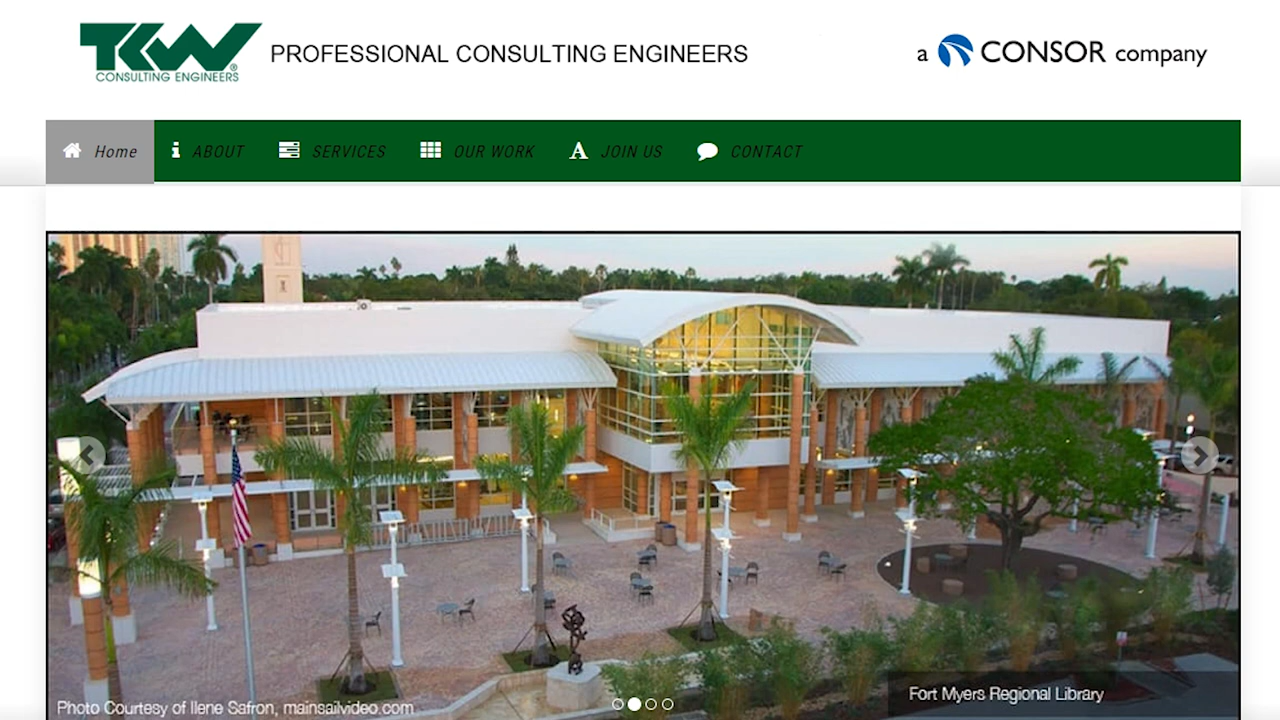 TKW®
CONSULTING ENGINEERS
PROFESSIONAL CONSULTING ENGINEERS
a CONSOR company
Home
ABOUT
SERVICES
OUR WORK
JOIN US
CONTACT
Photo Courtesy of Ilene Safron, mainsailvideo.com
Fort Myers Regional Library